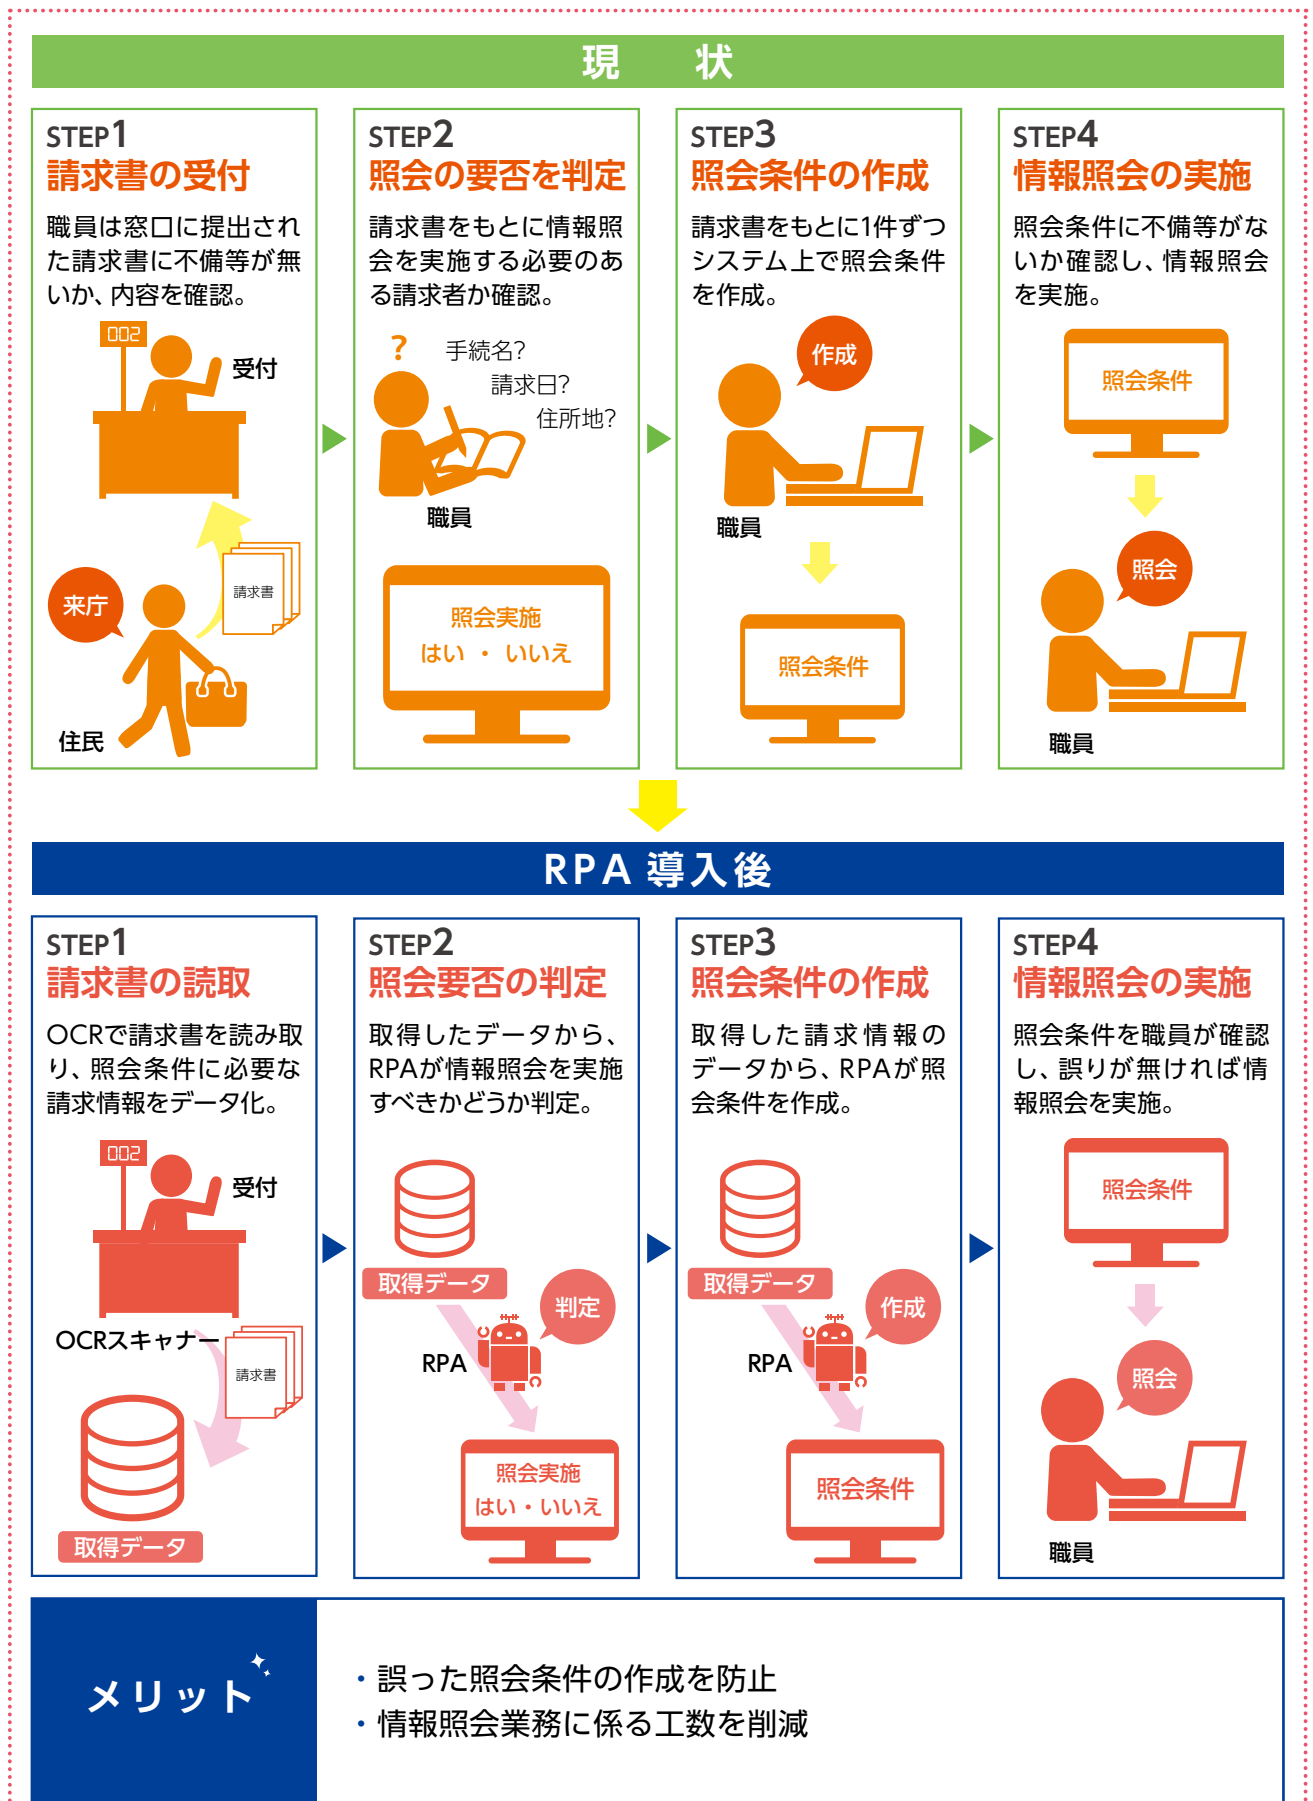 現　状
STEP1
請求書の受付
職員は窓口に提出され
た請求書に不備等が無
いか、内容を確認。
002
受付
請求書
来庁
住民
STEP2
照会の要否を判定
請求書をもとに情報照
会を実施する必要のあ
る請求者か確認。
?
手続名?
請求日?
住所地?
職員
照会実施
はい ・ いいえ
STEP3
照会条件の作成
請求書をもとに1件ずつ
システム上で照会条件
を作成。
作成
職員
照会条件
STEP4
情報照会の実施
照会条件に不備等がな
いか確認し、情報照会
を実施。
照会条件
照会
職員
RPA 導入後
STEP1
請求書の読取
OCRで請求書を読み取
り、照会条件に必要な
請求情報をデータ化。
002
受付
OCRスキャナー
請求書
取得データ
STEP2
照会要否の判定
取得したデータから、
RPAが情報照会を実施
すべきかどうか判定。
取得データ
判定
RPA
照会実施
はい・いいえ
STEP3
照会条件の作成
取得した請求情報の
データから、RPAが照
会条件を作成。
取得データ
作成
RPA
照会条件
STEP4
情報照会の実施
照会条件を職員が確認
し、誤りが無ければ情
報照会を実施。
照会条件
照会
職員
メリット
・誤った照会条件の作成を防止
・情報照会業務に係る工数を削減